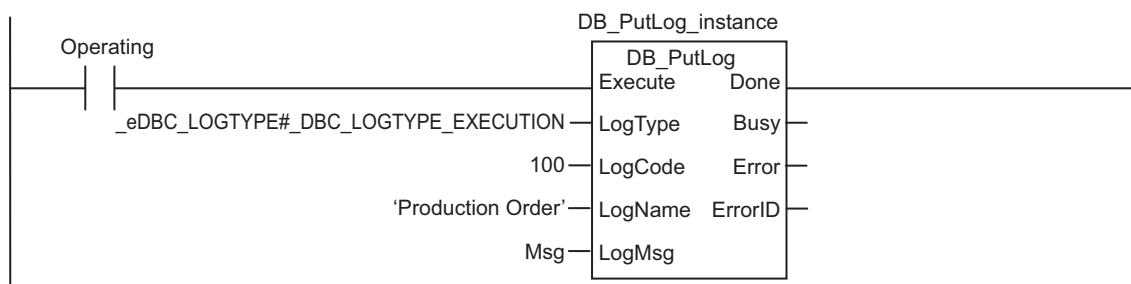 DB_PutLog_instance
Operating
DB_PutLog
Execute Done
_eDBC_LOGTYPE#_DBC_LOGTYPE_EXECUTION LogType Busy
100 LogCode Error
‘Production Order’ LogName ErrorID
Msg LogMsg